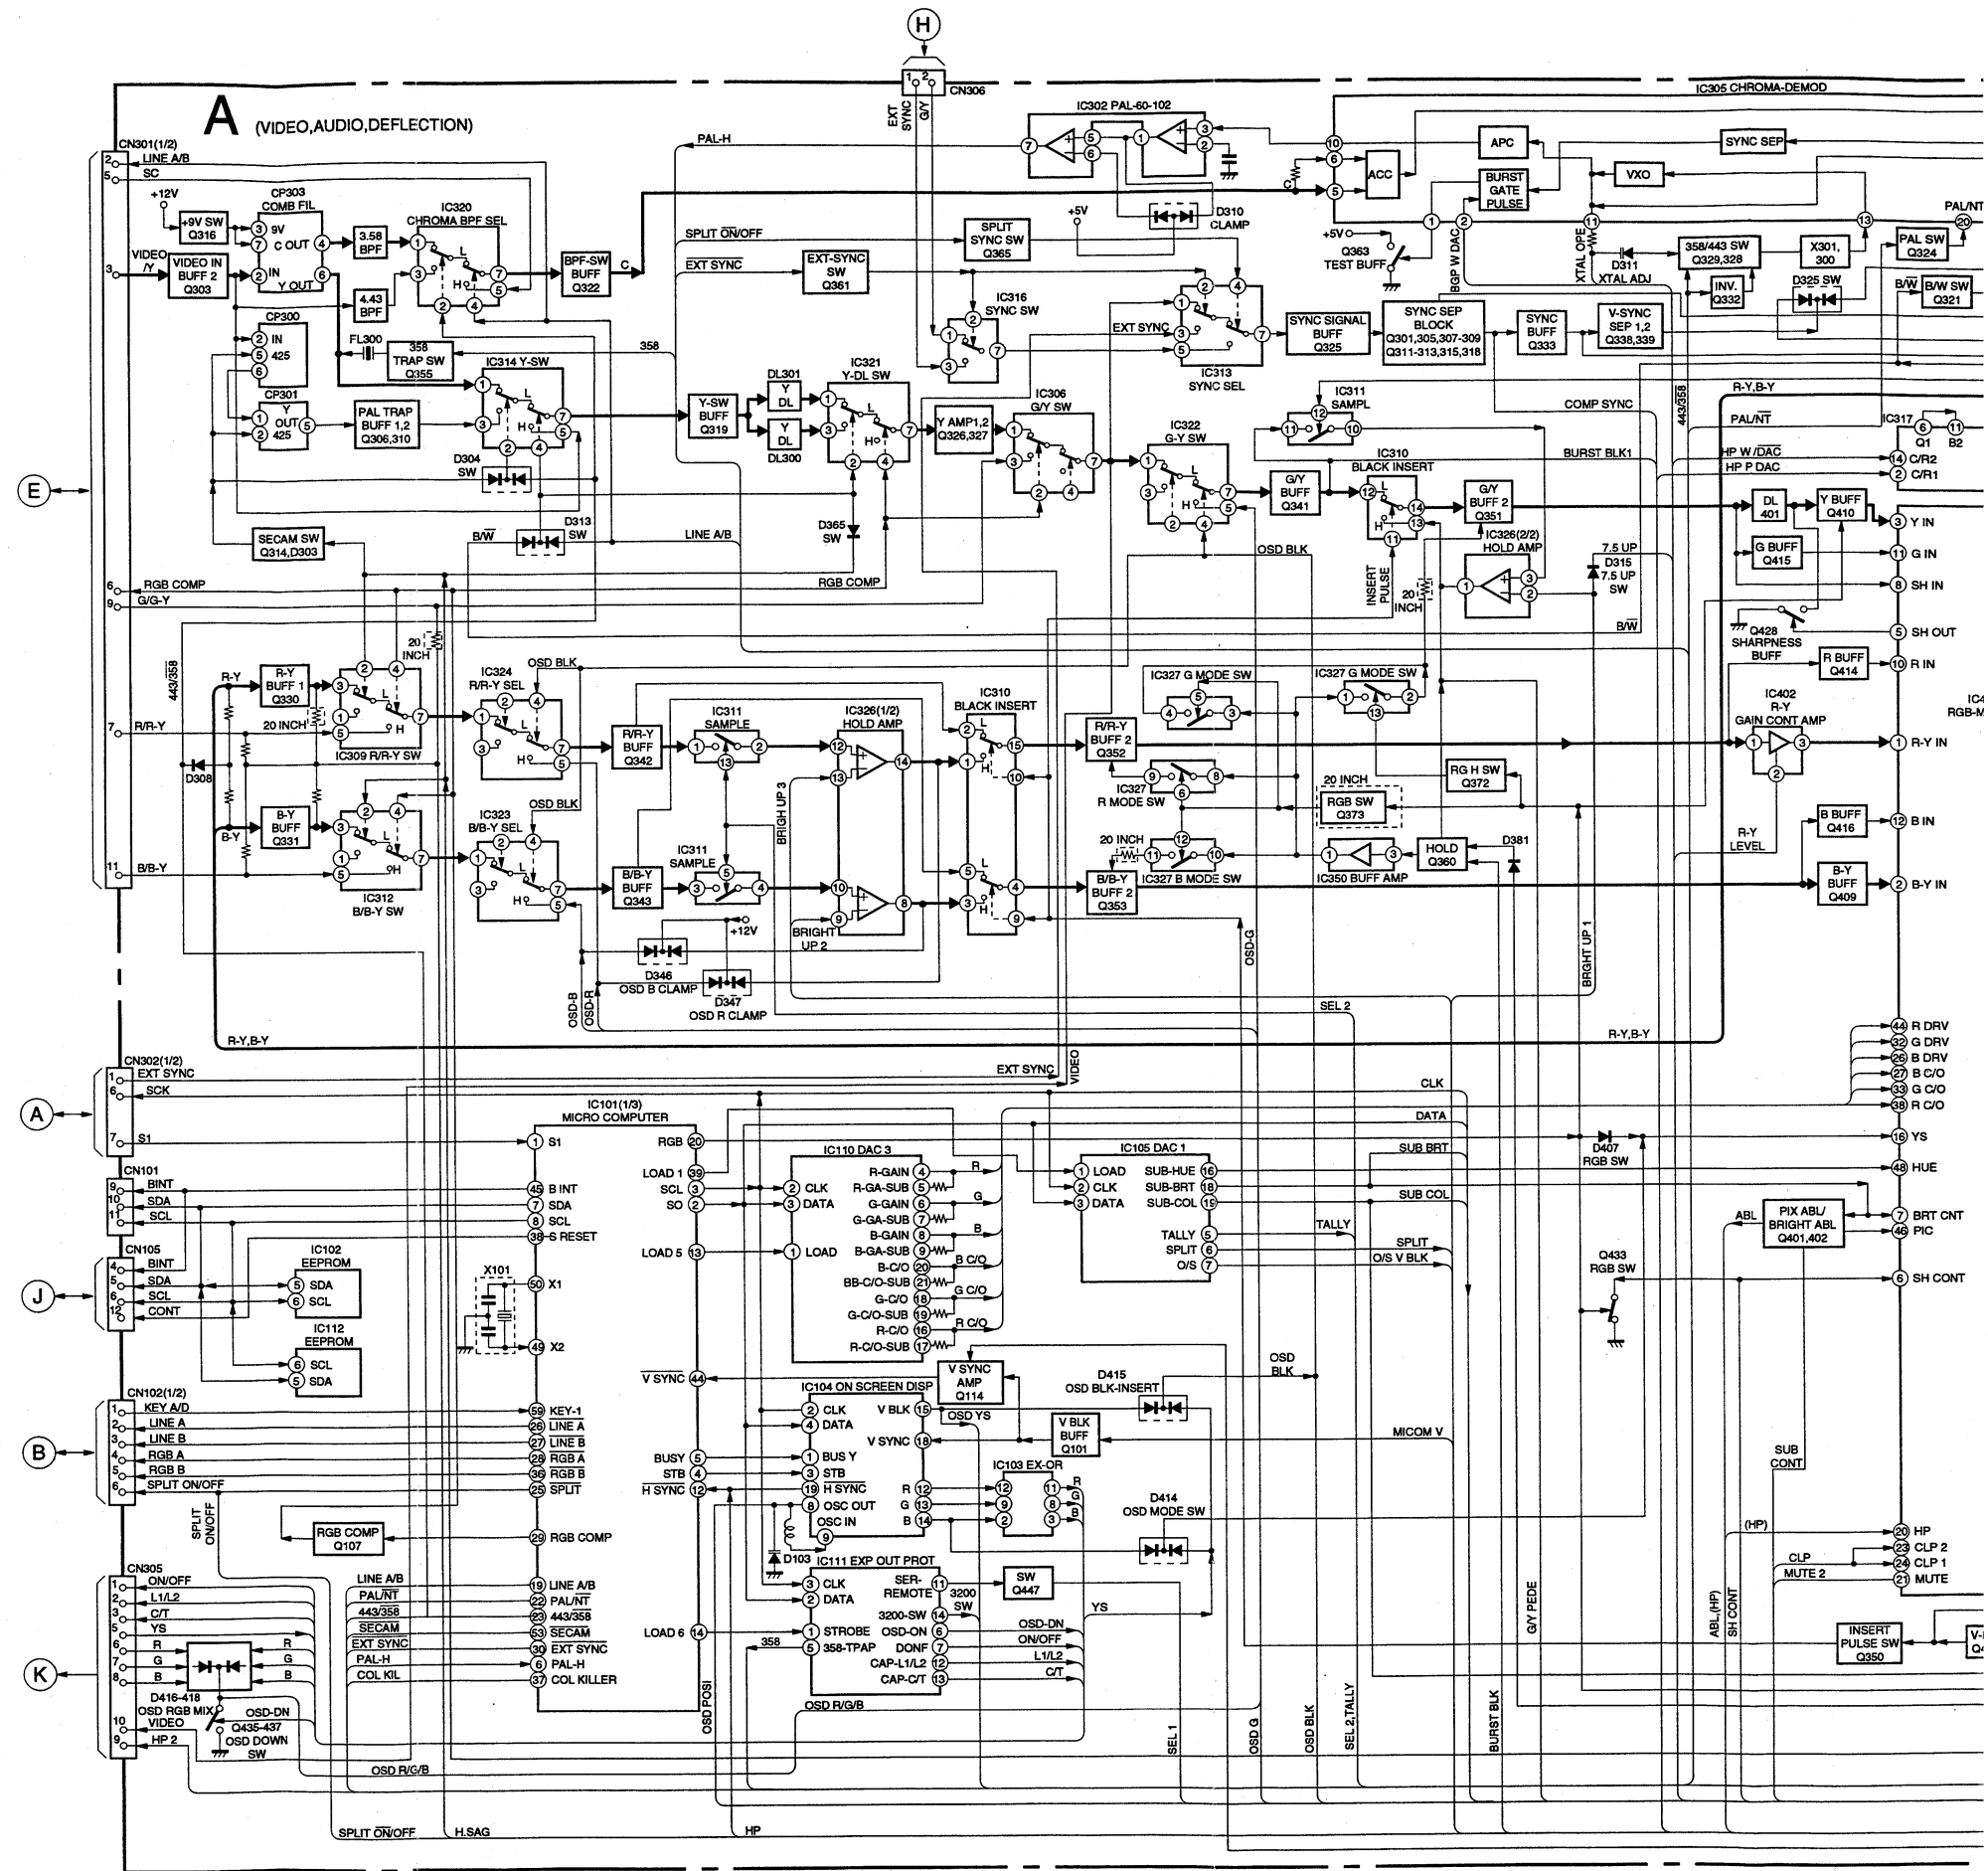 H
1 2
CN306
EXT SYNC
G/Y
A (VIDEO,AUDIO,DEFLECTION)
IC302 PAL-60-102
IC305 CHROMA-DEMOD
CN301(1/2)
LINE A/B
SC
PAL-H
APC
SYNC SEP
ACC
VXO
BURST GATE PULSE
+12V
+9V SW Q316
CP303 COMB FIL
9V
C OUT
IN
Y OUT
3.58 BPF
4.43 BPF
IC320 CHROMA BPF SEL
BPF-SW BUFF Q322
C
VIDEO /Y
VIDEO IN BUFF 2 Q303
SPLIT ON/OFF
SPLIT SYNC SW Q365
+5V
D310 CLAMP
EXT SYNC
EXT-SYNC SW Q361
+5V
Q363 TEST BUFF
BGP W DAC
XTAL OPE
D311
XTAL ADJ
358/443 SW Q329,328
X301, 300
PAL/NT
PAL SW Q324
INV. Q332
D325 SW
B/W
B/W SW Q321
CP300
IN
425
FL300
358 TRAP SW Q355
358
IC316 SYNC SW
EXT SYNC
IC313 SYNC SEL
SYNC SIGNAL BUFF Q325
SYNC SEP BLOCK Q301,305,307-309 Q311-313,315,318
SYNC BUFF Q333
V-SYNC SEP 1,2 Q338,339
CP301
Y OUT
425
PAL TRAP BUFF 1,2 Q306,310
IC314 Y-SW
D304 SW
Y-SW BUFF Q319
DL301
Y DL
Y DL
DL300
IC321 Y-DL SW
Y AMP1,2 Q326,327
IC306 G/Y SW
IC322 G-Y SW
IC311 SAMPL
COMP SYNC
R-Y,B-Y
443/358
PAL/NT
IC317
Q1
B2
C/R2
C/R1
HP W/DAC
HP P DAC
BURST BLK1
IC310 BLACK INSERT
G/Y BUFF Q341
G/Y BUFF 2 Q351
DL 401
Y BUFF Q410
G BUFF Q415
Y IN
G IN
SH IN
SH OUT
R IN
E
SECAM SW Q314,D303
B/W
D313 SW
LINE A/B
D365 SW
OSD BLK
INSERT PULSE
IC326(2/2) HOLD AMP
7.5 UP
D315
7.5 UP SW
20 INCH
RGB COMP
G/G-Y
RGB COMP
B/W
Q428 SHARPNESS BUFF
R BUFF Q414
443/358
20 INCH
R-Y
R-Y BUFF 1 Q330
20 INCH
R/R-Y
D308
IC309 R/R-Y SW
IC324 R/R-Y SEL
OSD BLK
R/R-Y BUFF Q342
IC311 SAMPLE
IC326(1/2) HOLD AMP
IC310 BLACK INSERT
BRIGH UP 3
R/R-Y BUFF 2 Q352
IC327 G MODE SW
IC327 G MODE SW
IC327 R MODE SW
RG H SW Q372
20 INCH
RGB SW Q373
IC402 R-Y GAIN CONT AMP
R-Y IN
R-Y LEVEL
B-Y
B-Y BUFF Q331
B/B-Y
IC312 B/B-Y SW
IC323 B/B-Y SEL
OSD BLK
B/B-Y BUFF Q343
IC311 SAMPLE
BRIGHT UP 2
B/B-Y BUFF 2 Q353
20 INCH
IC327 B MODE SW
IC350 BUFF AMP
HOLD Q360
D381
B BUFF Q416
B IN
B-Y BUFF Q409
B-Y IN
+12V
D346 OSD B CLAMP
D347 OSD R CLAMP
OSD-B
OSD-R
OSD-G
BRGHT UP 1
SEL 2
R-Y,B-Y
R-Y,B-Y
R DRV
G DRV
B DRV
B C/O
G C/O
R C/O
A
CN302(1/2)
EXT SYNC
SCK
S1
EXT SYNC
VIDEO
CLK
DATA
IC101(1/3) MICRO COMPUTER
S1
RGB
LOAD 1
SCL
SO
LOAD 5
B INT
SDA
SCL
S RESET
X1
X2
V SYNC
KEY-1
LINE A
LINE B
RGB A
RGB B
SPLIT
BUSY
STB
H SYNC
RGB COMP
LINE A/B
PAL/NT
443/358
SECAM
EXT SYNC
PAL-H
COL KILLER
LOAD 6
CN101
BINT
SDA
SCL
J
CN105
BINT
SDA
SCL
CONT
IC102 EEPROM
SDA
SCL
IC112 EEPROM
SCL
SDA
X101
IC110 DAC 3
CLK
DATA
LOAD
R-GAIN
R-GA-SUB
G-GAIN
G-GA-SUB
B-GAIN
B-GA-SUB
B-C/O
BB-C/O-SUB
G-C/O
G-C/O-SUB
R-C/O
R-C/O-SUB
R
G
B
B C/O
G C/O
R C/O
IC105 DAC 1
LOAD
CLK
DATA
SUB-HUE
SUB-BRT
SUB-COL
TALLY
SPLIT
O/S
SUB BRT
SUB COL
TALLY
SPLIT
O/S V BLK
D407 RGB SW
YS
HUE
ABL
PIX ABL/ BRIGHT ABL Q401,402
BRT CNT
PIC
Q433 RGB SW
SH CONT
V SYNC AMP Q114
D415 OSD BLK-INSERT
OSD BLK
B
CN102(1/2)
KEY A/D
LINE A
LINE B
RGB A
RGB B
SPLIT ON/OFF
SPLIT ON/OFF
RGB COMP Q107
IC104 ON SCREEN DISP
CLK
DATA
BUS Y
STB
H SYNC
OSC OUT
OSC IN
V BLK
V SYNC
R
G
B
OSD YS
V BLK BUFF Q101
MICOM V
IC103 EX-OR
R
G
B
D414 OSD MODE SW
D103
SUB CONT
(HP)
HP
CLP 2
CLP 1
MUTE
CLP
MUTE 2
K
CN305
ON/OFF
L1/L2
C/T
YS
R
G
B
R
G
B
D416-418 OSD RGB MIX
VIDEO
HP 2
OSD-DN
Q435-437 OSD DOWN SW
LINE A/B
PAL/NT
443/358
SECAM
EXT SYNC
PAL-H
COL KIL
IC111 EXP OUT PROT
CLK
DATA
STROBE
358-TPAP
SER-REMOTE
3200-SW
OSD-ON
DONF
CAP-L1/L2
CAP-C/T
358
SW Q447
3200 SW
OSD-DN
ON/OFF
L1/L2
C/T
YS
OSD R/G/B
OSD POSI
OSD R/G/B
SEL 1
OSD G
OSD BLK
SEL 2,TALLY
BURST BLK
G/Y PEDE
ABL,(HP)
SH CONT
INSERT PULSE SW Q350
SPLIT ON/OFF
H.SAG
HP